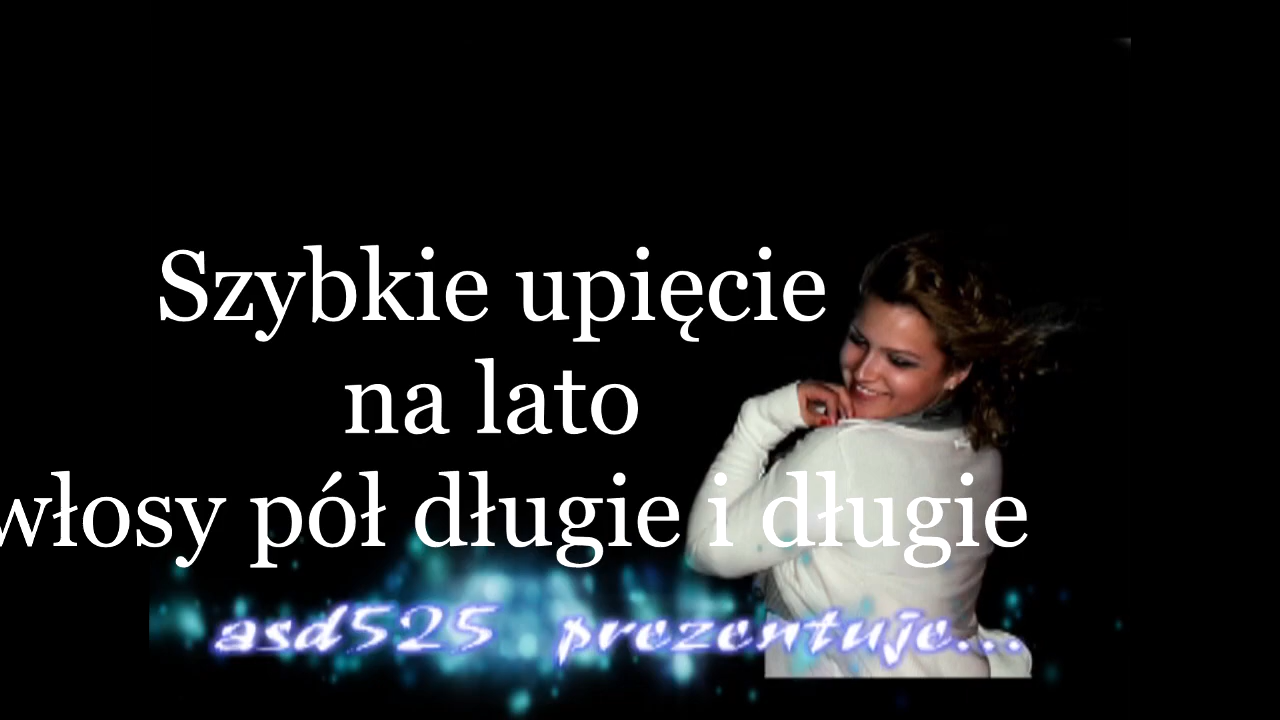 Szybkie upięcie
na lato
włosy pół długie i długie
asd525 prezentuje...